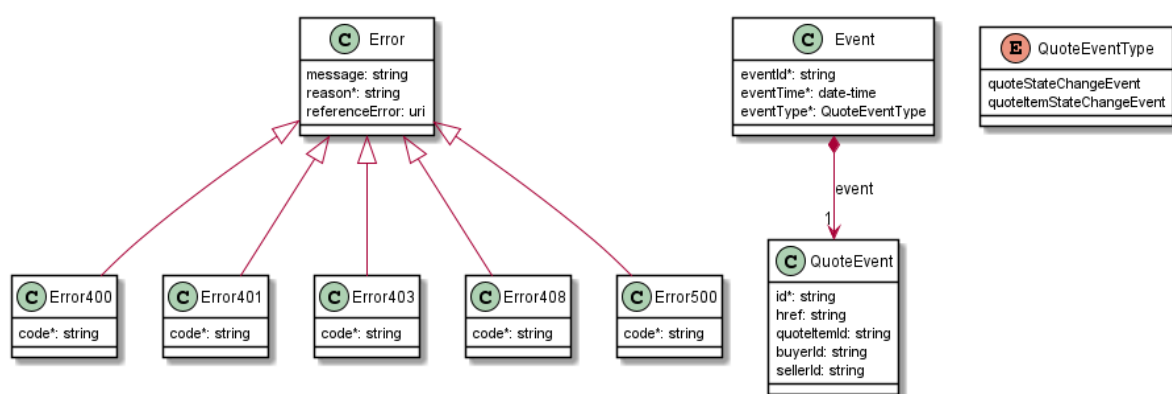 C Error
message: string
reason*: string
referenceError: uri
C Event
eventId*: string
eventTime*: date-time
eventType*: QuoteEventType
E QuoteEventType
quoteStateChangeEvent
quoteItemStateChangeEvent
event
1
C Error400
code*: string
C Error401
code*: string
C Error403
code*: string
C Error408
code*: string
C Error500
code*: string
C QuoteEvent
id*: string
href: string
quoteItemId: string
buyerId: string
sellerId: string